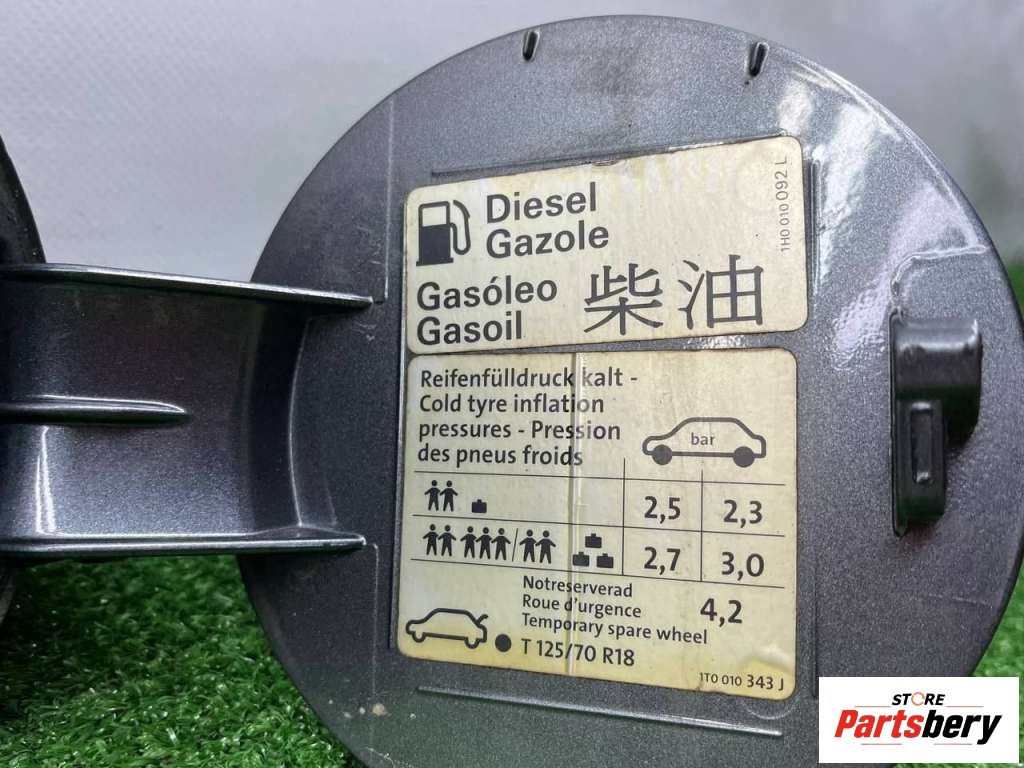 Diesel
Gazole
1H0 010 092 L
Gasóleo
Gasoil
柴油
Reifenfülldruck kalt -
Cold tyre inflation
pressures - Pression
des pneus froids
bar
2,5 2,3
2,7 3,0
Notreserverad
Roue d'urgence
Temporary spare wheel
4,2
T 125/70 R18
1T0 010 343 J
STORE
Partsbery